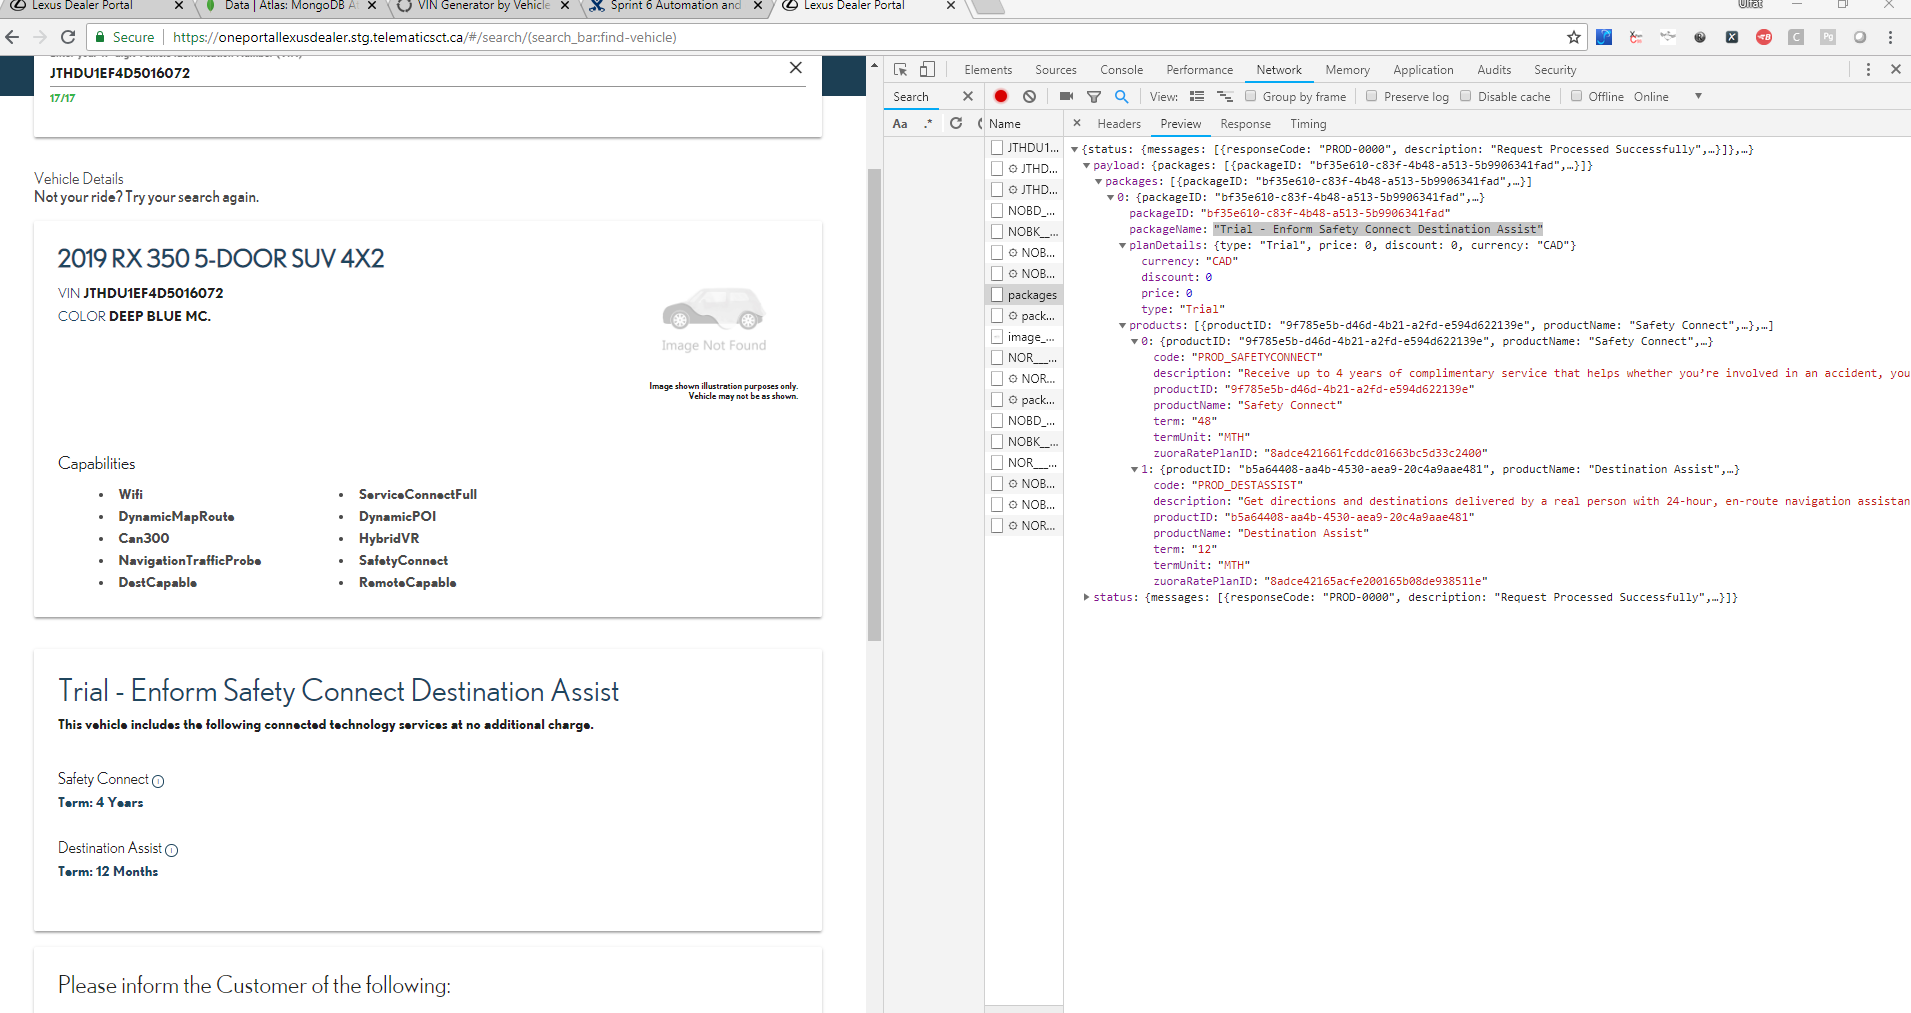 Lexus Dealer Portal
Data | Atlas: MongoDB At
VIN Generator by Vehicle
Sprint 6 Automation and
Lexus Dealer Portal
Ulfat
Secure
https://oneportallexusdealer.stg.telematicsct.ca/#/search/(search_bar:find-vehicle)
JTHDU1EF4D5016072
17/17
Vehicle Details
Not your ride? Try your search again.
2019 RX 350 5-DOOR SUV 4X2
VIN JTHDU1EF4D5016072
COLOR DEEP BLUE MC.
Image Not Found
Image shown illustration purposes only.
Vehicle may not be as shown.
Capabilities
• Wifi
• DynamicMapRoute
• Can300
• NavigationTrafficProbe
• DestCapable
• ServiceConnectFull
• DynamicPOI
• HybridVR
• SafetyConnect
• RemoteCapable
Trial - Enform Safety Connect Destination Assist
This vehicle includes the following connected technology services at no additional charge.
Safety Connect
Term: 4 Years
Destination Assist
Term: 12 Months
Please inform the Customer of the following:
Elements Sources Console Performance Network Memory Application Audits Security
Search
View: Group by frame Preserve log Disable cache Offline Online
Aa .*
Name
Headers Preview Response Timing
JTHDU1...
JTHD...
JTHD...
NOBD_...
NOBK_...
NOB...
NOB...
packages
pack...
image_...
NOR___...
NOR...
pack...
NOBD_...
NOBK_...
NOR___...
NOB...
NOB...
NOR...
{status: {messages: [{responseCode: "PROD-0000", description: "Request Processed Successfully",…}]},…}
payload: {packages: [{packageID: "bf35e610-c83f-4b48-a513-5b9906341fad",…}]}
packages: [{packageID: "bf35e610-c83f-4b48-a513-5b9906341fad",…}]
0: {packageID: "bf35e610-c83f-4b48-a513-5b9906341fad",…}
packageID: "bf35e610-c83f-4b48-a513-5b9906341fad"
packageName: "Trial - Enform Safety Connect Destination Assist"
planDetails: {type: "Trial", price: 0, discount: 0, currency: "CAD"}
currency: "CAD"
discount: 0
price: 0
type: "Trial"
products: [{productID: "9f785e5b-d46d-4b21-a2fd-e594d622139e", productName: "Safety Connect",…},…]
0: {productID: "9f785e5b-d46d-4b21-a2fd-e594d622139e", productName: "Safety Connect",…}
code: "PROD_SAFETYCONNECT"
description: "Receive up to 4 years of complimentary service that helps whether you’re involved in an accident, you
productID: "9f785e5b-d46d-4b21-a2fd-e594d622139e"
productName: "Safety Connect"
term: "48"
termUnit: "MTH"
zuoraRatePlanID: "8adce421661fcddc01663bc5d33c2400"
1: {productID: "b5a64408-aa4b-4530-aea9-20c4a9aae481", productName: "Destination Assist",…}
code: "PROD_DESTASSIST"
description: "Get directions and destinations delivered by a real person with 24-hour, en-route navigation assistan
productID: "b5a64408-aa4b-4530-aea9-20c4a9aae481"
productName: "Destination Assist"
term: "12"
termUnit: "MTH"
zuoraRatePlanID: "8adce42165acfe200165b08de938511e"
status: {messages: [{responseCode: "PROD-0000", description: "Request Processed Successfully",…}]}